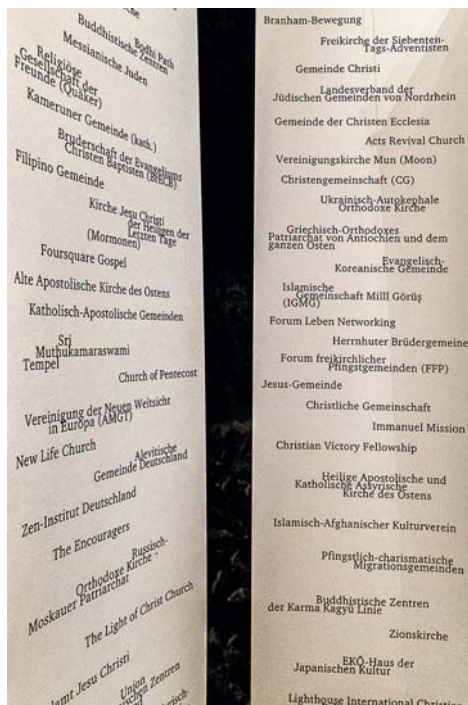 Bodhi Path
Buddhistische Zentren
Messianische Juden
Religiöse
Gesellschaft der
Freunde (Quäker)
Kameruner Gemeinde (kath.)
Bruderschaft der Evangeliums
Christen Baptisten (BECB)
Filipino Gemeinde
Kirche Jesu Christi
der Heiligen der
Letzten Tage
(Mormonen)
Foursquare Gospel
Alte Apostolische Kirche des Ostens
Katholisch-Apostolische Gemeinden
Sri
Muthukamaraswami
Tempel
Church of Pentecost
Vereinigung der Neuen Weltsicht
in Europa (AMGT)
New Life Church
Alevitische
Gemeinde Deutschland
Zen-Institut Deutschland
The Encouragers
Russisch-
Orthodoxe Kirche -
Moskauer Patriarchat
The Light of Christ Church
Jesu Christi
Union
Zentren
Branham-Bewegung
Freikirche der Siebenten-
Tags-Adventisten
Gemeinde Christi
Landesverband der
Jüdischen Gemeinden von Nordrhein
Gemeinde der Christen Ecclesia
Acts Revival Church
Vereinigungskirche Mun (Moon)
Christengemeinschaft (CG)
Ukrainisch-Autokephale
Orthodoxe Kirche
Griechisch-Orthodoxes
Patriarchat von Antiochien und dem
ganzen Osten
Evangelisch-
Koreanische Gemeinde
Islamische
Gemeinschaft Millî Görüş
(IGMG)
Forum Leben Networking
Herrnhuter Brüdergemeine
Forum freikirchlicher
Pfingstgemeinden (FFP)
Jesus-Gemeinde
Christliche Gemeinschaft
Immanuel Mission
Christian Victory Fellowship
Heilige Apostolische und
Katholische Assyrische
Kirche des Ostens
Islamisch-Afghanischer Kulturverein
Pfingstlich-charismatische
Migrationsgemeinden
Buddhistische Zentren
der Karma Kagyü Linie
Zionskirche
EKŌ-Haus der
Japanischen Kultur
Lighthouse International